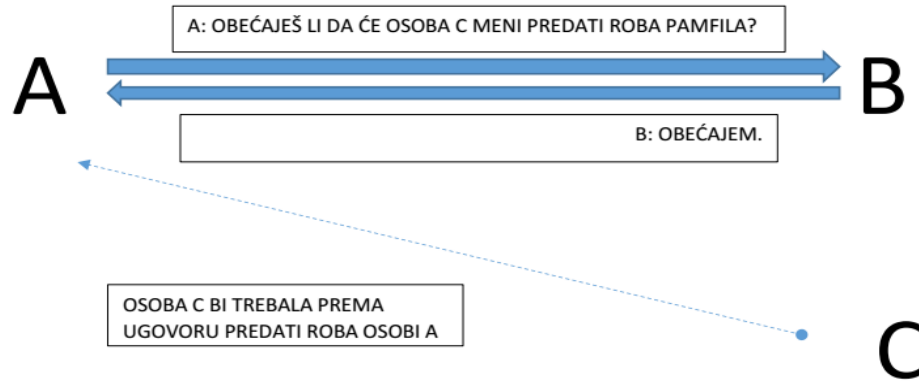 A: OBEĆAJEŠ LI DA ĆE OSOBA C MENI PREDATI ROBA PAMFILA?
A
B
B: OBEĆAJEM.
OSOBA C BI TREBALA PREMA
UGOVORU PREDATI ROBA OSOBI A
C